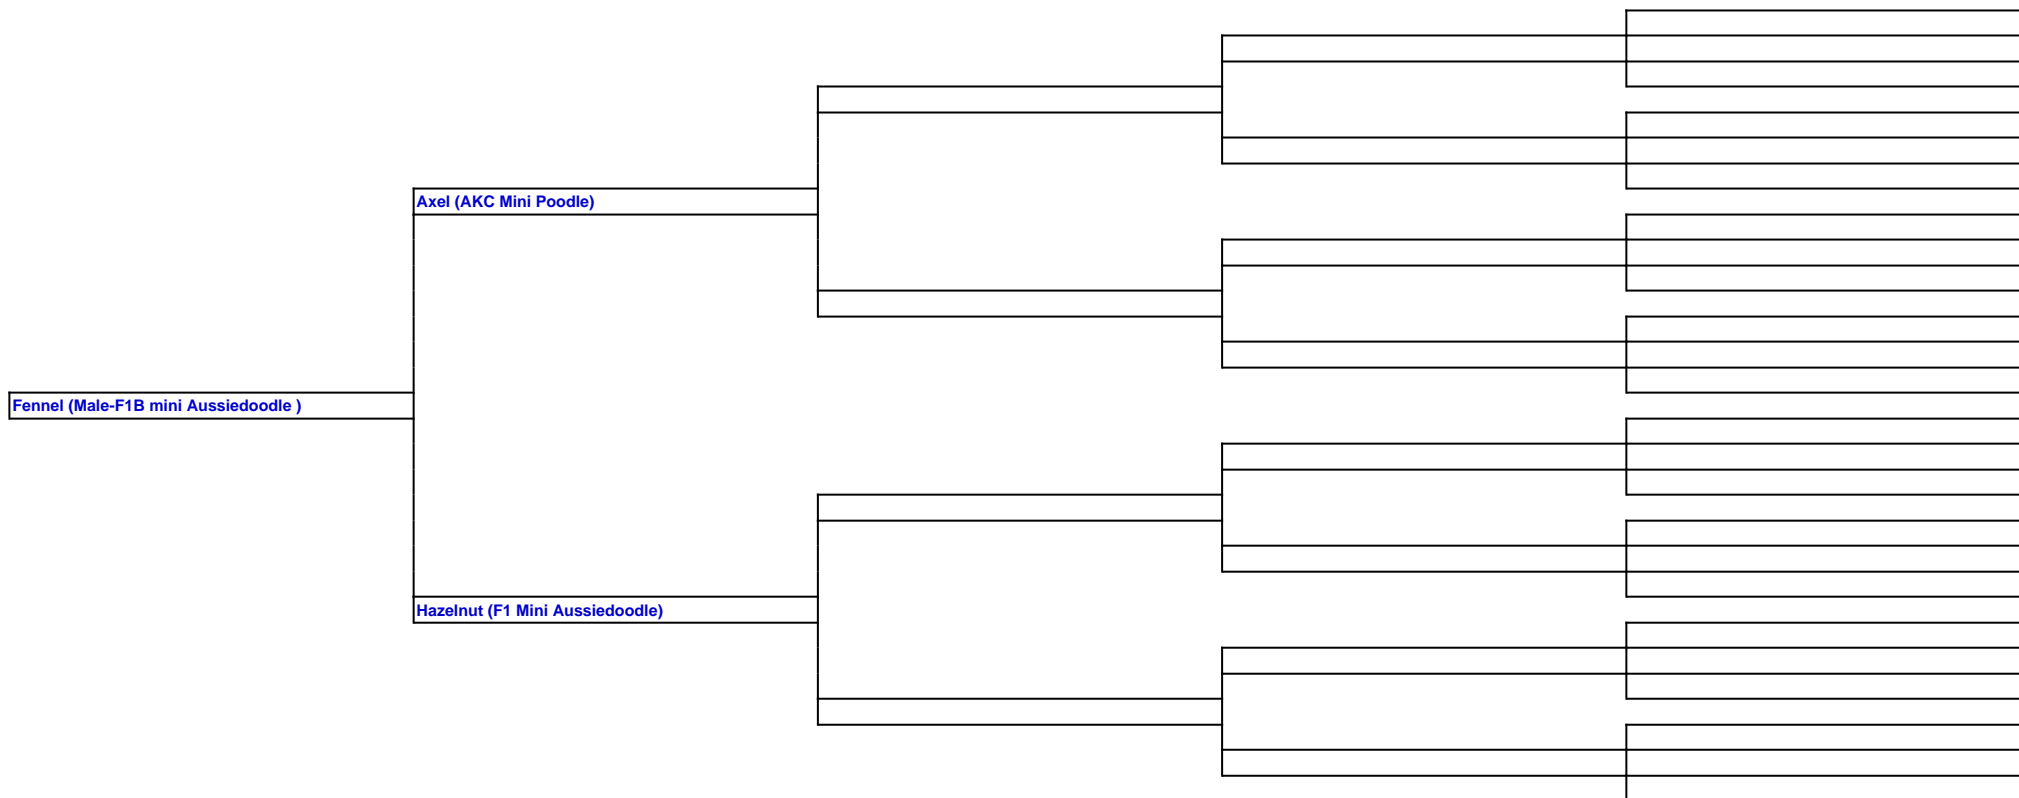 Axel (AKC Mini Poodle)
Fennel (Male-F1B mini Aussiedoodle )
Hazelnut (F1 Mini Aussiedoodle)